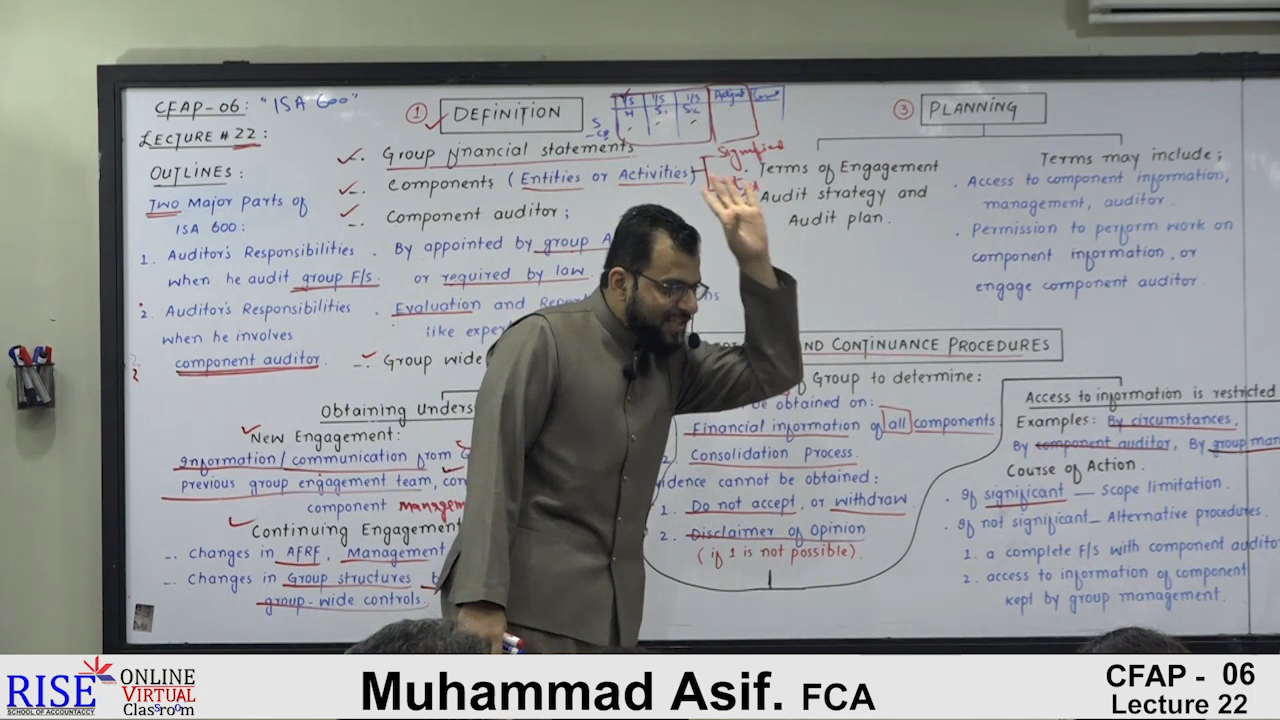 CFAP-06: "ISA 600"
LECTURE # 22:
OUTLINES:
TWO Major parts of
ISA 600:
1. Auditor's Responsibilities
when he audit group F/s.
2. Auditor's Responsibilities
when he involves
component auditor.
① DEFINITION
Group financial statements
Components (Entities or Activities)
Component auditor;
By appointed by group
or required by law
Evaluation and
like
Group wide
Adjust
③ PLANNING
Terms of Engagement
Audit strategy and
Audit plan.
Terms may include;
Access to component information,
management, auditor.
Permission to perform work on
component information, or
engage component auditor.
AND CONTINUANCE PROCEDURES
Obtaining
New Engagement:
Information/communication from
previous group engagement team,
component
Continuing Engagement
Changes in AFRF, Management
Changes in Group structures
group-wide controls.
of Group to determine:
be obtained on:
Financial information of all components
2. Consolidation Process.
cannot be obtained:
1. Do not accept, or withdraw
2. Disclaimer of Opinion
(if 1 is not possible).
Access to information is restricted
Examples: By circumstances,
By component auditor, By group
Course of Action.
If significant — Scope limitation.
If not significant — Alternative procedures.
1. a complete F/s with component
2. access to information of component
kept by group management.
RISE
SCHOOL OF ACCOUNTANCY
ONLINE
VIRTUAL
Classroom
Muhammad Asif. FCA
CFAP - 06
Lecture 22